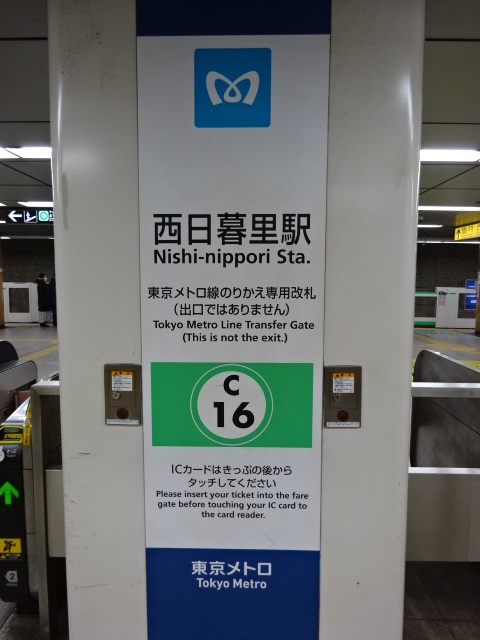 西日暮里駅
Nishi-nippori Sta.
東京メトロ線のりかえ専用改札
（出口ではありません）
Tokyo Metro Line Transfer Gate
(This is not the exit.)
C
16
ICカードはきっぷの後から
タッチしてください
Please insert your ticket into the fare
gate before touching your IC card to
the card reader.
東京メトロ
Tokyo Metro
2